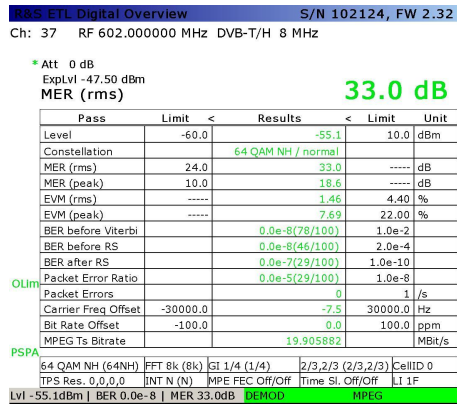 R&S ETL Digital Overview S/N 102124, FW 2.32
Ch: 37 RF 602.000000 MHz DVB-T/H 8 MHz
* Att 0 dB
ExpLvl -47.50 dBm
MER (rms) 33.0 dB
Pass Limit < Results < Limit Unit
Level -60.0 -55.1 10.0 dBm
Constellation 64 QAM NH / normal
MER (rms) 24.0 33.0 ----- dB
MER (peak) 10.0 18.6 ----- dB
EVM (rms) ----- 1.46 4.40 %
EVM (peak) ----- 7.69 22.00 %
BER before Viterbi 0.0e-8(78/100) 1.0e-2
BER before RS 0.0e-8(46/100) 2.0e-4
BER after RS 0.0e-7(29/100) 1.0e-10
OLim Packet Error Ratio 0.0e-5(29/100) 1.0e-8
Packet Errors 0 1 /s
Carrier Freq Offset -30000.0 -7.5 30000.0 Hz
Bit Rate Offset -100.0 0.0 100.0 ppm
MPEG Ts Bitrate 19.905882 MBit/s
PSPA
64 QAM NH (64NH) FFT 8k (8k) GI 1/4 (1/4) 2/3,2/3 (2/3,2/3) CellID 0
TPS Res. 0,0,0,0 INT N (N) MPE FEC Off/Off Time Sl. Off/Off LI 1F
Lvl -55.1dBm | BER 0.0e-8 | MER 33.0dB DEMOD MPEG